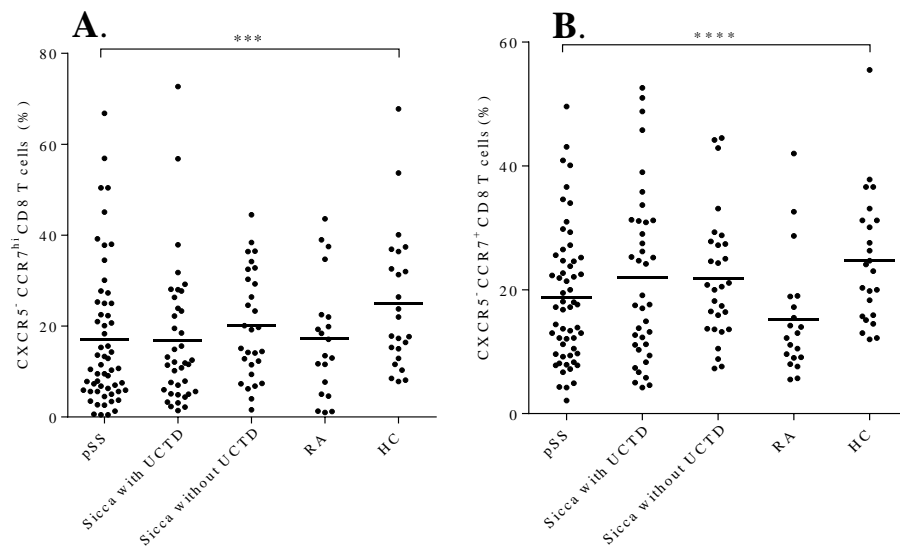 A.
***
CXCR5- CCR7hi CD8 T cells (%)
80
60
40
20
0
pSS
Sicca with UCTD
Sicca without UCTD
RA
HC
B.
****
CXCR5- CCR7+ CD8 T cells (%)
60
40
20
0
pSS
Sicca with UCTD
Sicca without UCTD
RA
HC